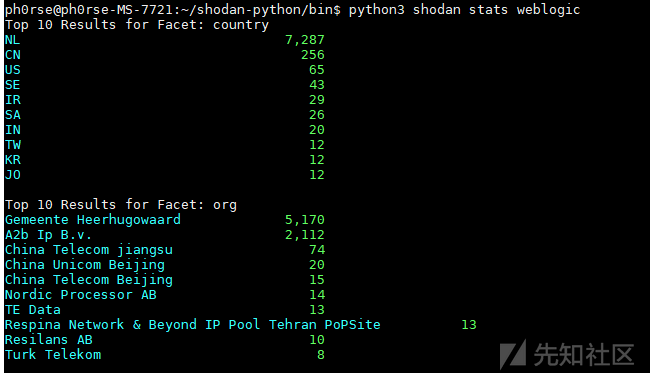 ph0rse@ph0rse-MS-7721:~/shodan-python/bin$ python3 shodan stats weblogic
Top 10 Results for Facet: country
NL 7,287
CN 256
US 65
SE 43
IR 29
SA 26
IN 20
TW 12
KR 12
JO 12
Top 10 Results for Facet: org
Gemeente Heerhugowaard 5,170
A2b Ip B.v. 2,112
China Telecom jiangsu 74
China Unicom Beijing 20
China Telecom Beijing 15
Nordic Processor AB 14
TE Data 13
Respina Network & Beyond IP Pool Tehran PoPSite 13
Resilans AB 10
Turk Telekom 8
先知社区